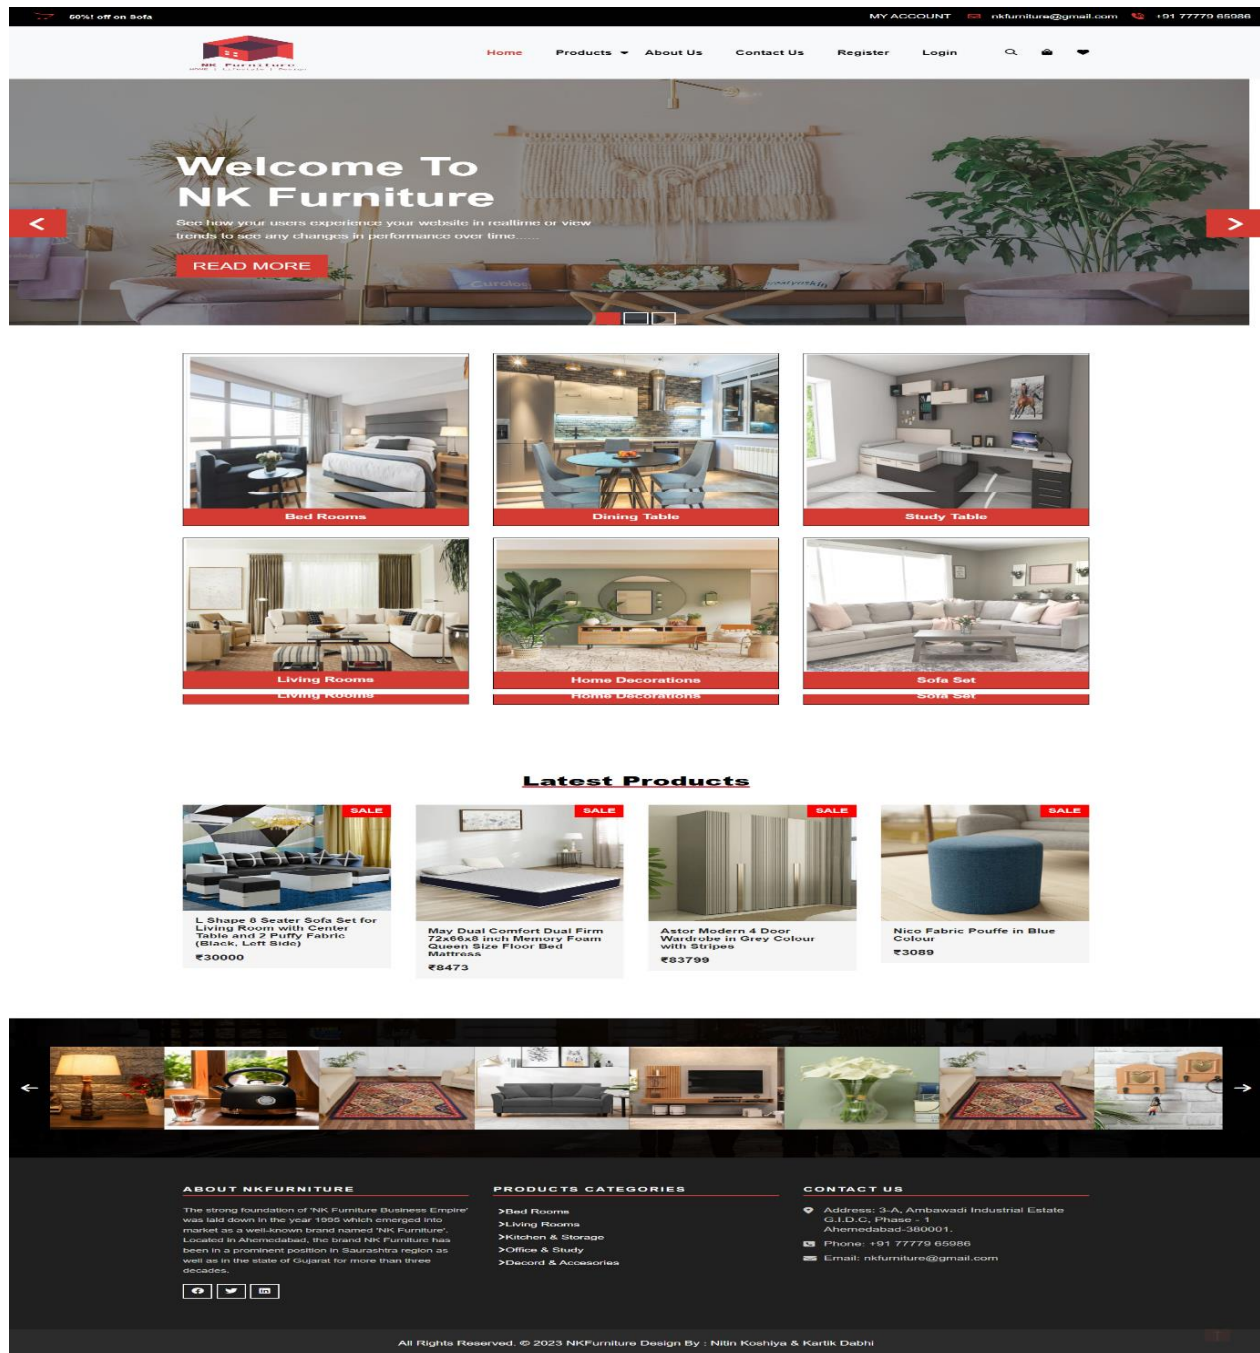 60%! off on Sofa
MY ACCOUNT nkfurniture@gmail.com +91 77779 65986
NK Furniture
Home Products About Us Contact Us Register Login
Welcome To
NK Furniture
See how your users experience your website in realtime or view
trends to see any changes in performance over time......
READ MORE
Bed Rooms Dining Table Study Table
Living Rooms Home Decorations Sofa Set
Living Rooms Home Decorations Sofa Set
Latest Products
SALE SALE SALE SALE
L Shape 8 Seater Sofa Set for
Living Room with Center
Table and 2 Puffy Fabric
(Black, Left Side)
₹30000
May Dual Comfort Dual Firm
72x66x8 inch Memory Foam
Queen Size Floor Bed
Mattress
₹8473
Astor Modern 4 Door
Wardrobe in Grey Colour
with Stripes
₹83799
Nico Fabric Pouffe in Blue
Colour
₹3089
ABOUT NKFURNITURE
The strong foundation of 'NK Furniture Business Empire'
was laid down in the year 1995 which emerged into
market as a well-known brand named 'NK Furniture'.
Located in Ahemedabad, the brand NK Furniture has
been in a prominent position in Saurashtra region as
well as in the state of Gujarat for more than three
decades.
PRODUCTS CATEGORIES
>Bed Rooms
>Living Rooms
>Kitchen & Storage
>Office & Study
>Decord & Accesories
CONTACT US
Address: 3-A, Ambawadi Industrial Estate
G.I.D.C, Phase - 1
Ahemedabad-380001.
Phone: +91 77779 65986
Email: nkfurniture@gmail.com
All Rights Reserved. © 2023 NKFurniture Design By : Nitin Koshiya & Kartik Dabhi